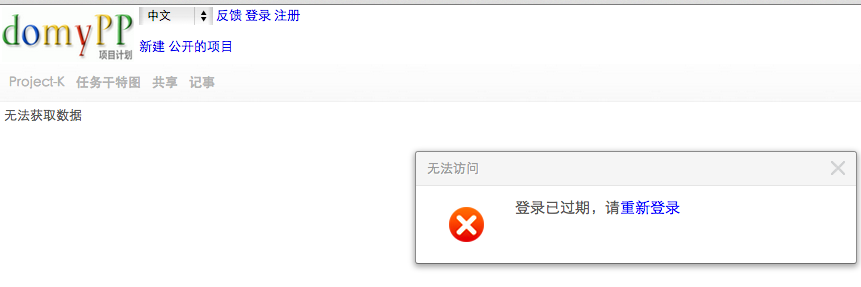 domyPP
项目计划
中文 反馈 登录 注册
新建 公开的项目
Project-K 任务干特图 共享 记事
无法获取数据
无法访问
登录已过期，请重新登录